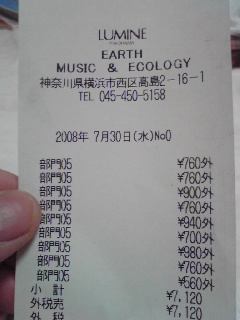 LUMINE
YOKOHAMA
EARTH
MUSIC & ECOLOGY
神奈川県横浜市西区高島2-16-1
TEL 045-450-5158
2008年 7月30日(水)No0
部門05 ¥760外
部門05 ¥760外
部門05 ¥900外
部門05 ¥760外
部門05 ¥940外
部門05 ¥700外
部門05 ¥980外
部門05 ¥760外
部門05 ¥560外
小 計 ¥7,120
外税売 ¥7,120
外 税